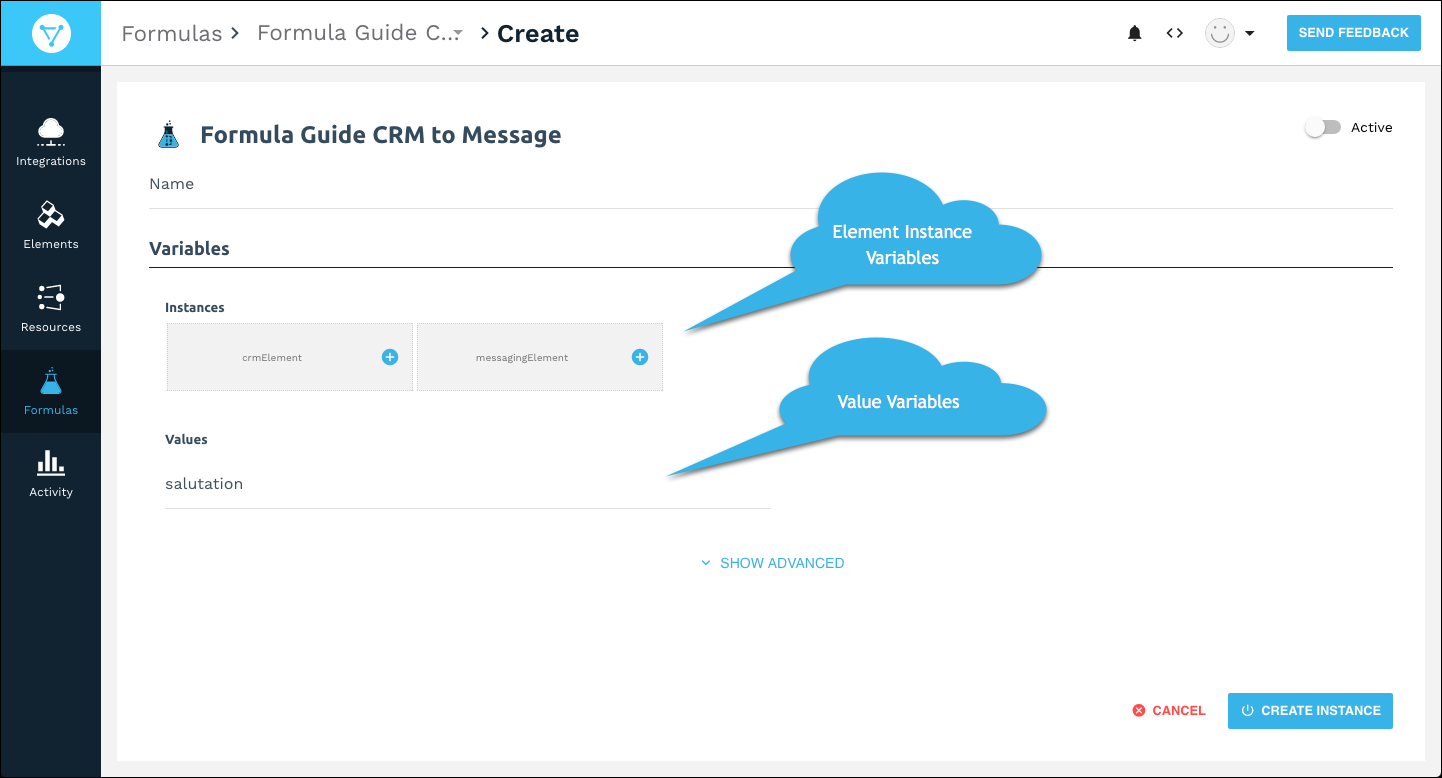 Formulas > Formula Guide C... > Create
SEND FEEDBACK
Integrations
Elements
Resources
Formulas
Activity
Formula Guide CRM to Message
Active
Name
Variables
Element Instance
Variables
Instances
crmElement
messagingElement
Value Variables
Values
salutation
SHOW ADVANCED
CANCEL
CREATE INSTANCE